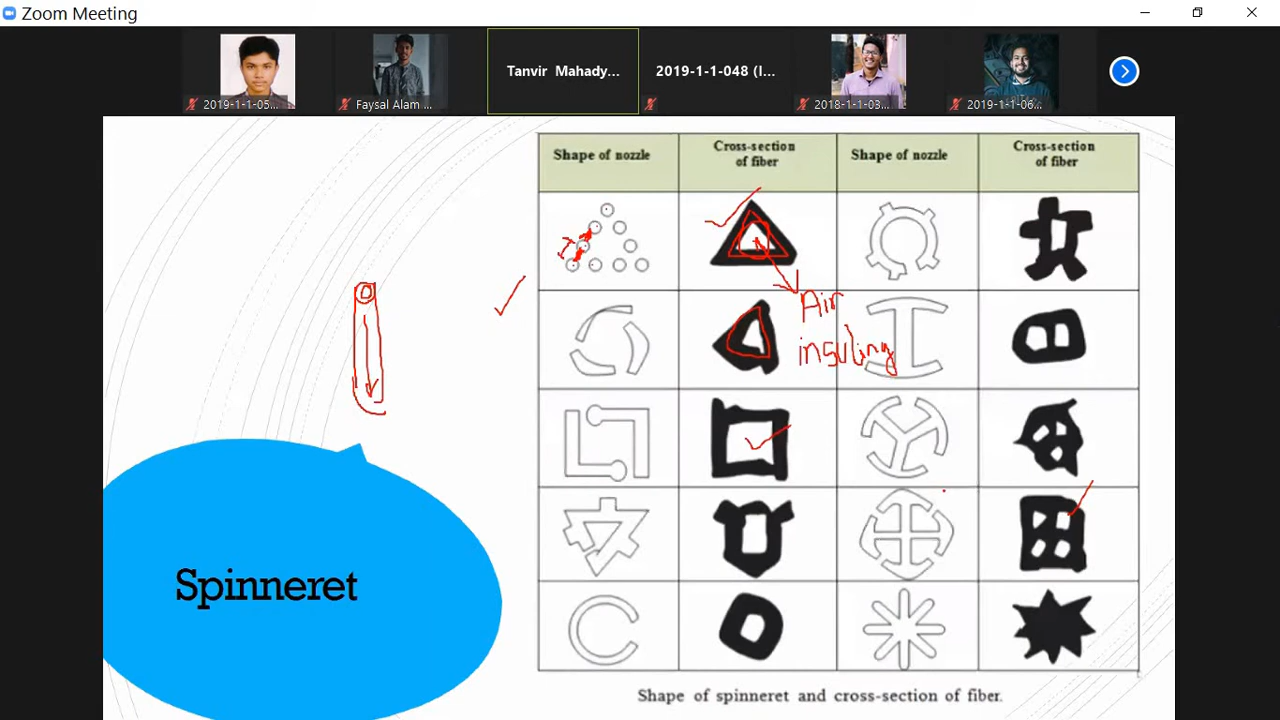 Zoom Meeting
Tanvir Mahady...
2019-1-1-048 (I...
2019-1-1-05...
Faysal Alam ...
2018-1-1-03...
2019-1-1-06...
Shape of nozzle
Cross-section
of fiber
Shape of nozzle
Cross-section
of fiber
Air
insuling
Spinneret
Shape of spinneret and cross-section of fiber.